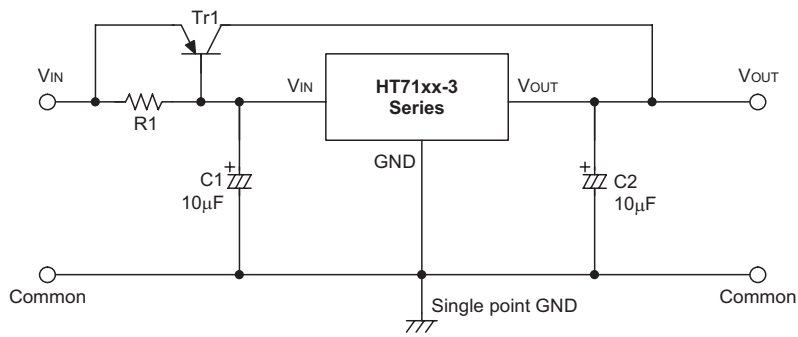 Tr1
VIN
R1
VIN
HT71xx-3
Series
VOUT
VOUT
GND
C1
10μF
C2
10μF
Common
Common
Single point GND